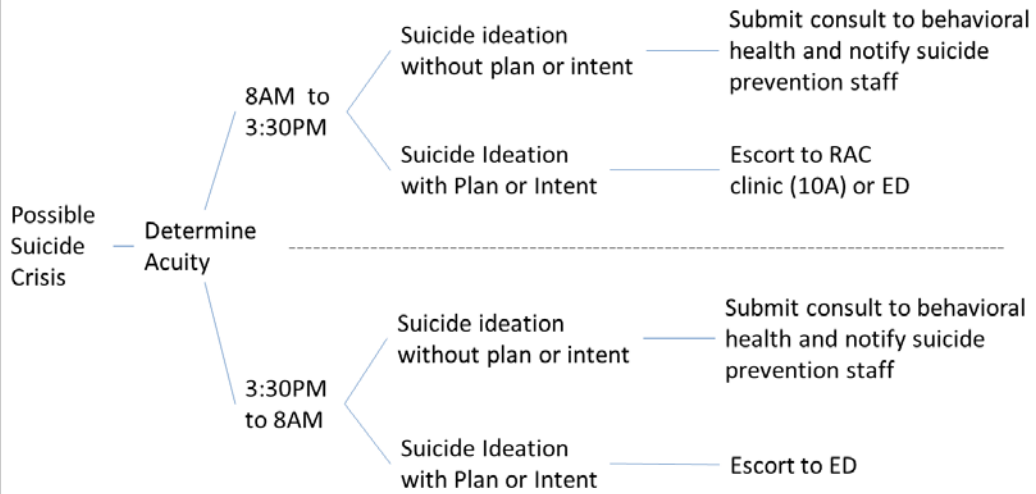 Possible
Suicide
Crisis
Determine
Acuity
8AM to
3:30PM
Suicide ideation
without plan or intent
Submit consult to behavioral
health and notify suicide
prevention staff
Suicide Ideation
with Plan or Intent
Escort to RAC
clinic (10A) or ED
3:30PM
to 8AM
Suicide ideation
without plan or intent
Submit consult to behavioral
health and notify suicide
prevention staff
Suicide Ideation
with Plan or Intent
Escort to ED